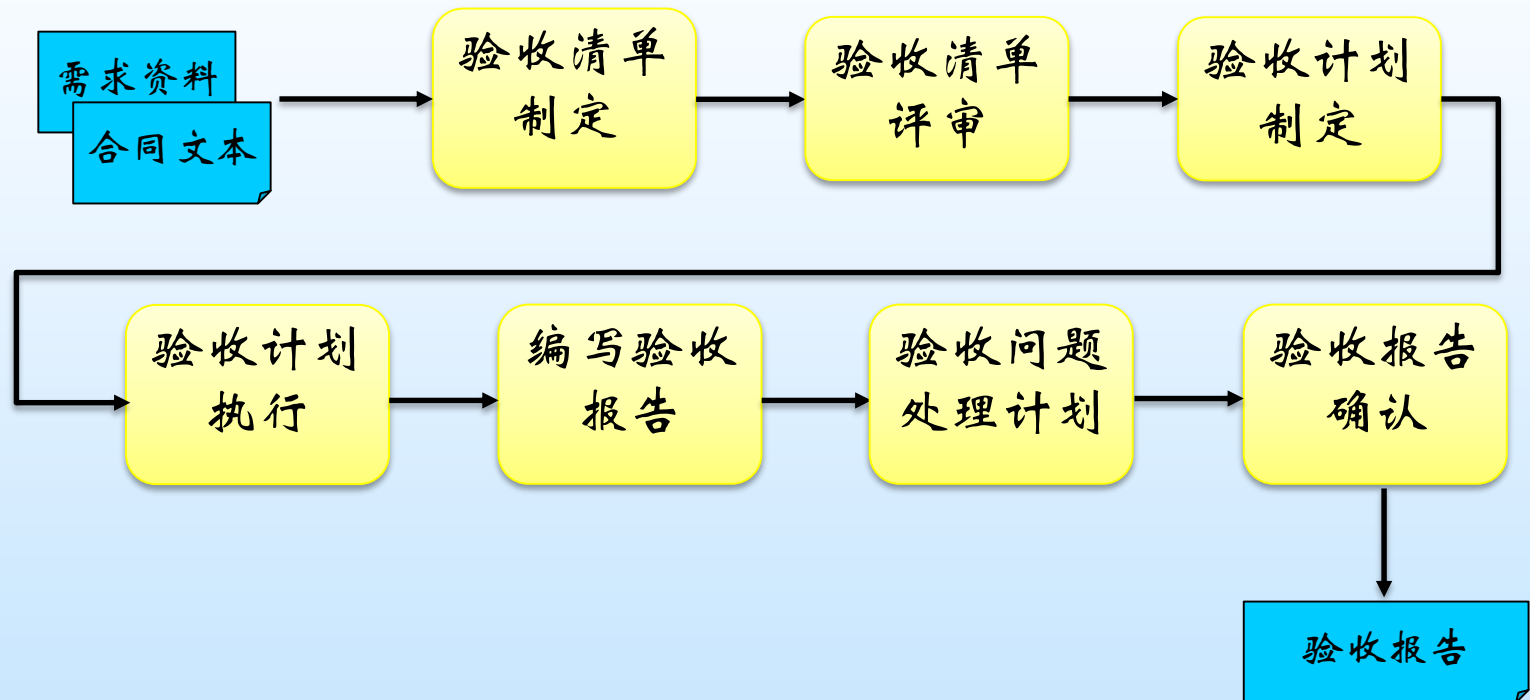 需求资料
合同文本
验收清单
制定
验收清单
评审
验收计划
制定
验收计划
执行
编写验收
报告
验收问题
处理计划
验收报告
确认
验收报告